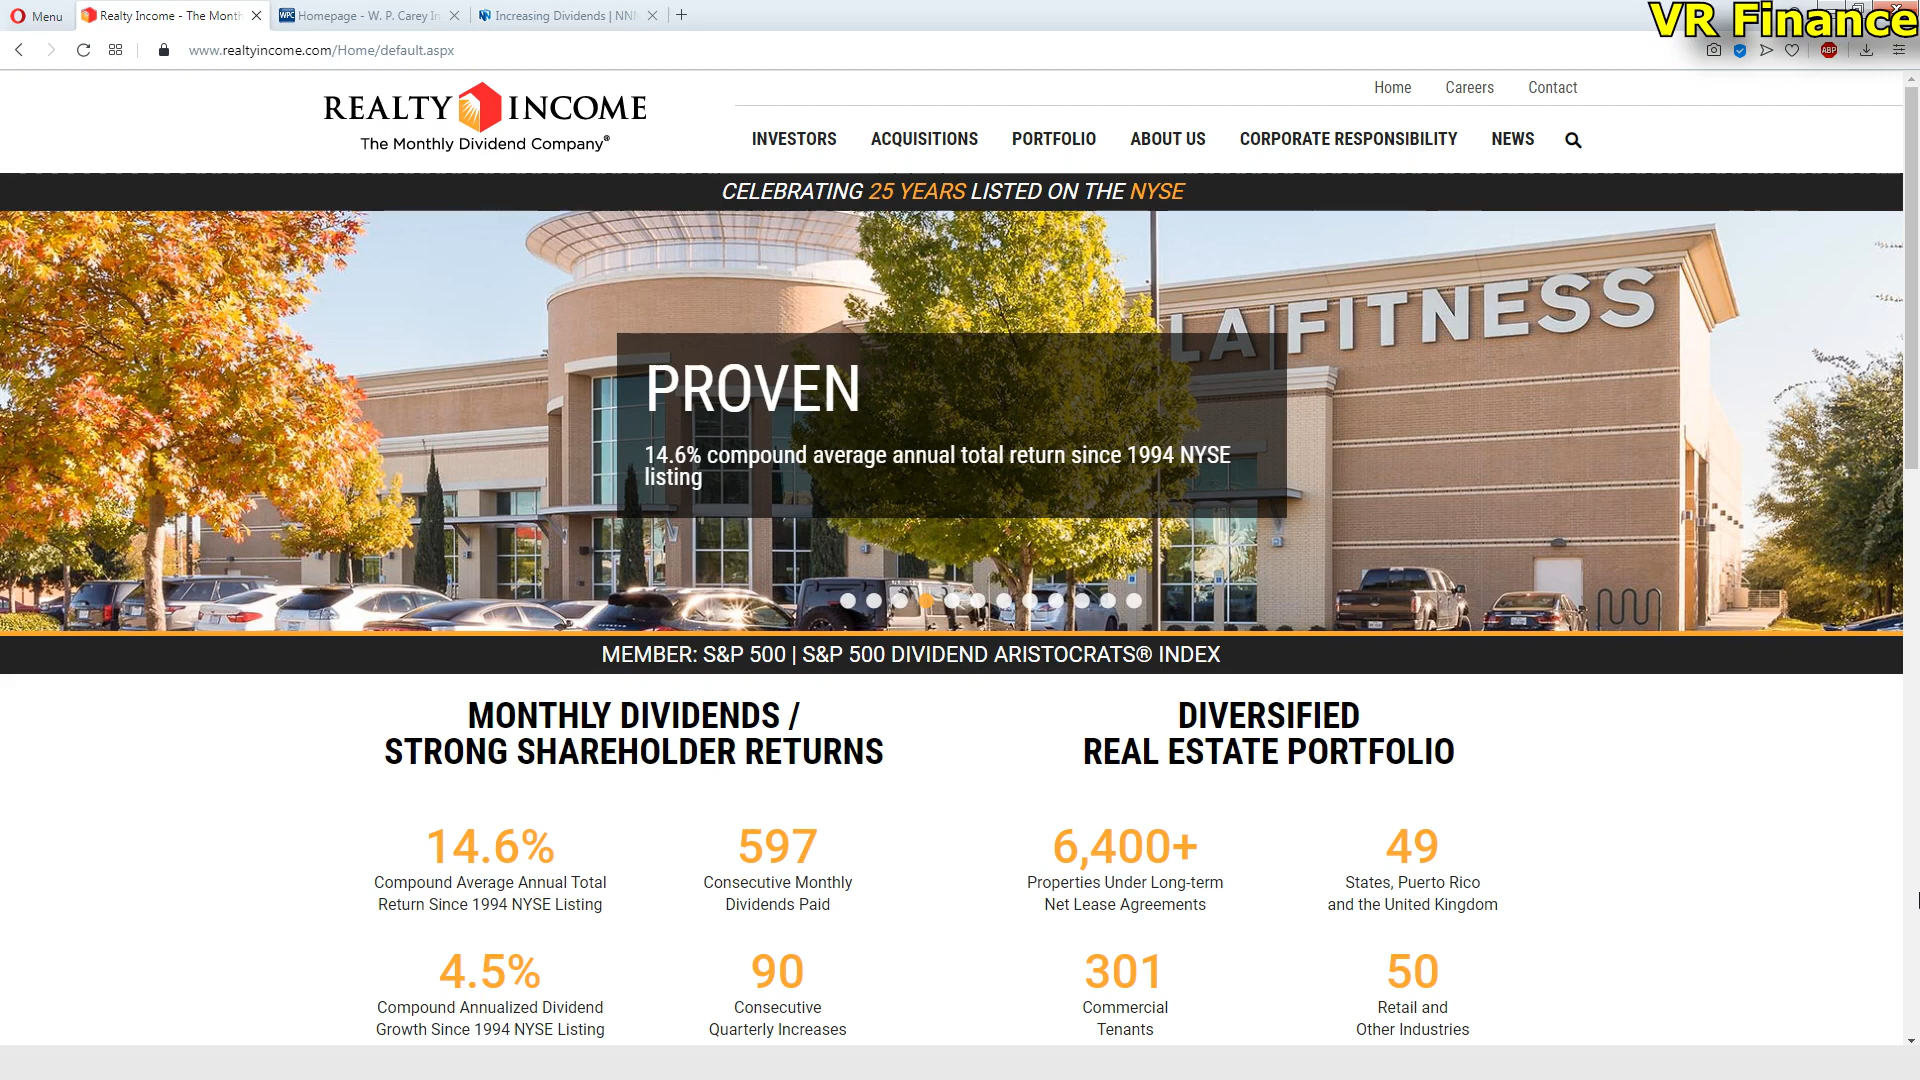 VR Finance
Menu
Realty Income - The Month
Homepage - W. P. Carey In
Increasing Dividends | NNN
www.realtyincome.com/Home/default.aspx
ABP
Home Careers Contact
REALTY INCOME
The Monthly Dividend Company®
INVESTORS ACQUISITIONS PORTFOLIO ABOUT US CORPORATE RESPONSIBILITY NEWS
CELEBRATING 25 YEARS LISTED ON THE NYSE
LA FITNESS
PROVEN
14.6% compound average annual total return since 1994 NYSE
listing
MEMBER: S&P 500 | S&P 500 DIVIDEND ARISTOCRATS® INDEX
MONTHLY DIVIDENDS /
STRONG SHAREHOLDER RETURNS
14.6%
Compound Average Annual Total
Return Since 1994 NYSE Listing
597
Consecutive Monthly
Dividends Paid
4.5%
Compound Annualized Dividend
Growth Since 1994 NYSE Listing
90
Consecutive
Quarterly Increases
DIVERSIFIED
REAL ESTATE PORTFOLIO
6,400+
Properties Under Long-term
Net Lease Agreements
49
States, Puerto Rico
and the United Kingdom
301
Commercial
Tenants
50
Retail and
Other Industries